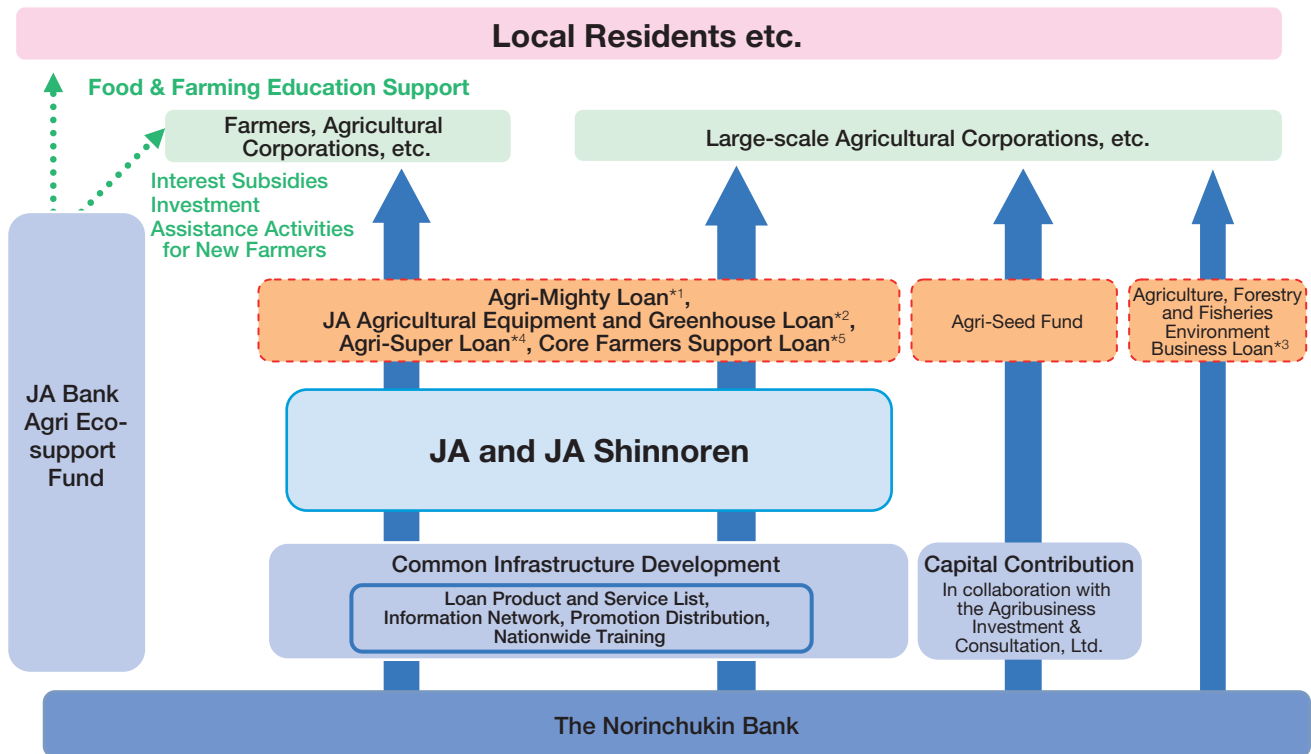 Local Residents etc.
Food & Farming Education Support
Farmers, Agricultural
Corporations, etc.
Large-scale Agricultural Corporations, etc.
Interest Subsidies
Investment
Assistance Activities
for New Farmers
JA Bank
Agri Eco-
support
Fund
Agri-Mighty Loan*1,
JA Agricultural Equipment and Greenhouse Loan*2,
Agri-Super Loan*4, Core Farmers Support Loan*5
Agri-Seed Fund
Agriculture, Forestry
and Fisheries
Environment
Business Loan*3
JA and JA Shinnoren
Common Infrastructure Development
Loan Product and Service List,
Information Network, Promotion Distribution,
Nationwide Training
Capital Contribution
In collaboration with
the Agribusiness
Investment &
Consultation, Ltd.
The Norinchukin Bank